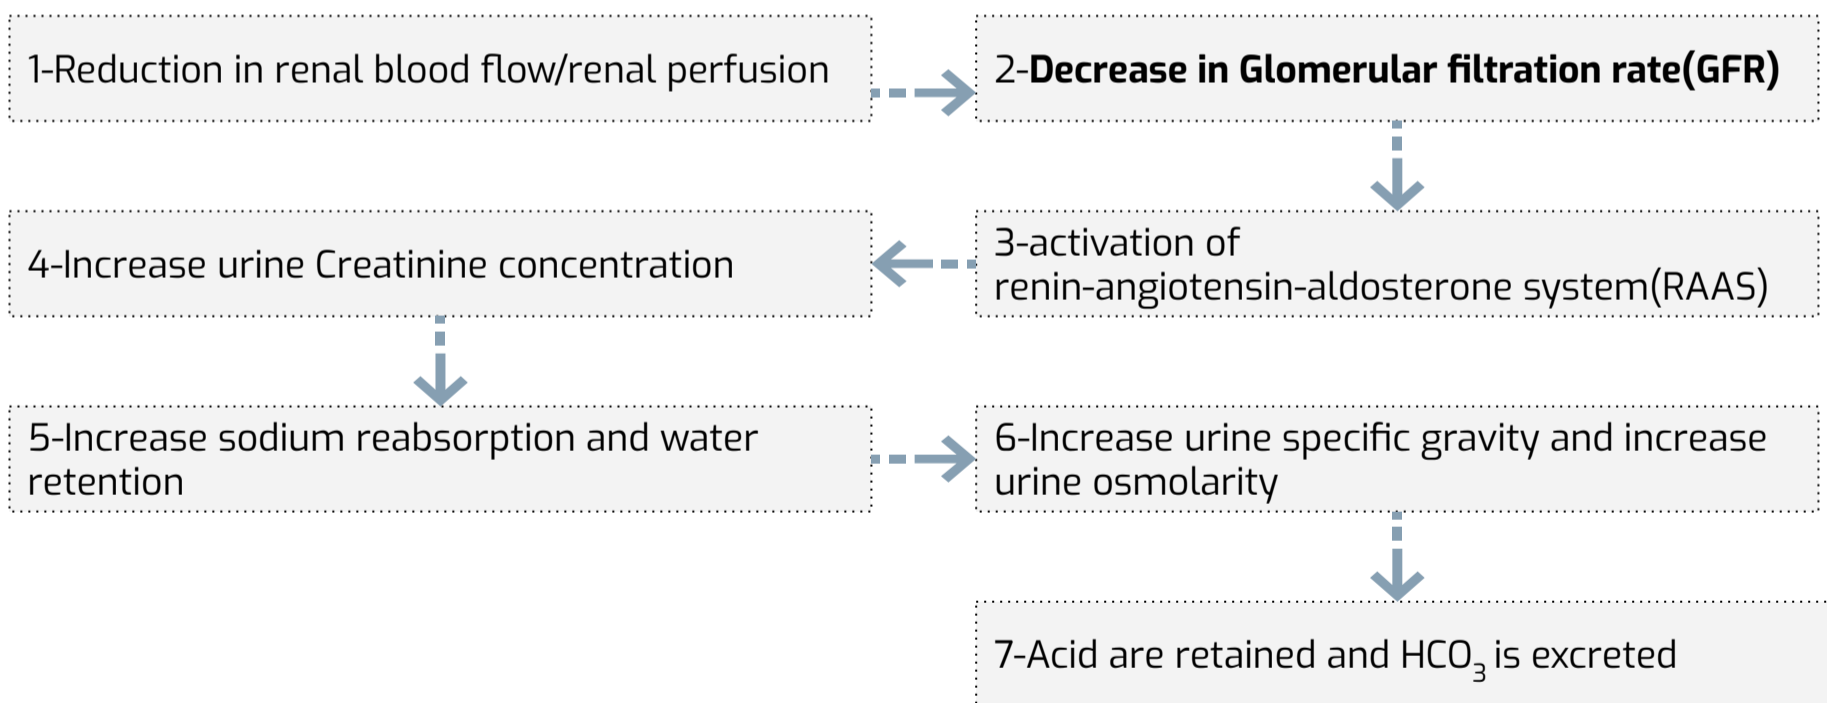 1-Reduction in renal blood flow/renal perfusion
2-Decrease in Glomerular filtration rate(GFR)
3-activation of
renin-angiotensin-aldosterone system(RAAS)
4-Increase urine Creatinine concentration
5-Increase sodium reabsorption and water
retention
6-Increase urine specific gravity and increase
urine osmolarity
7-Acid are retained and HCO₃ is excreted